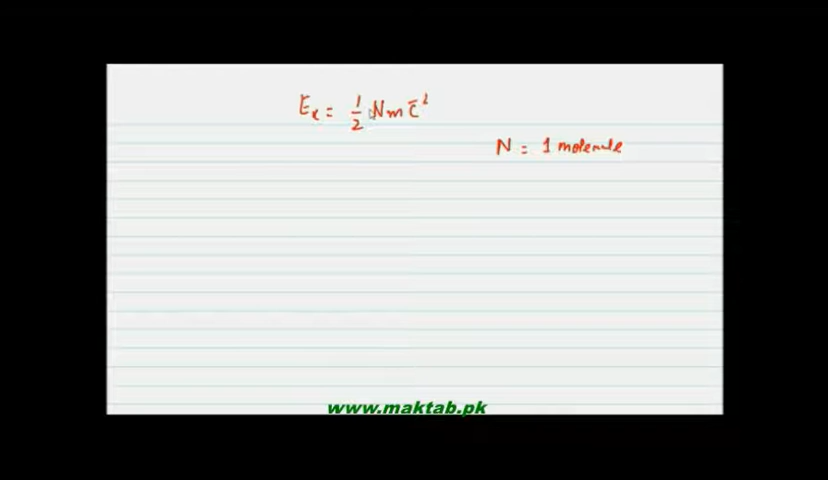 Eₖ = 1/2 Nm c̄²
N = 1 molecule
www.maktab.pk